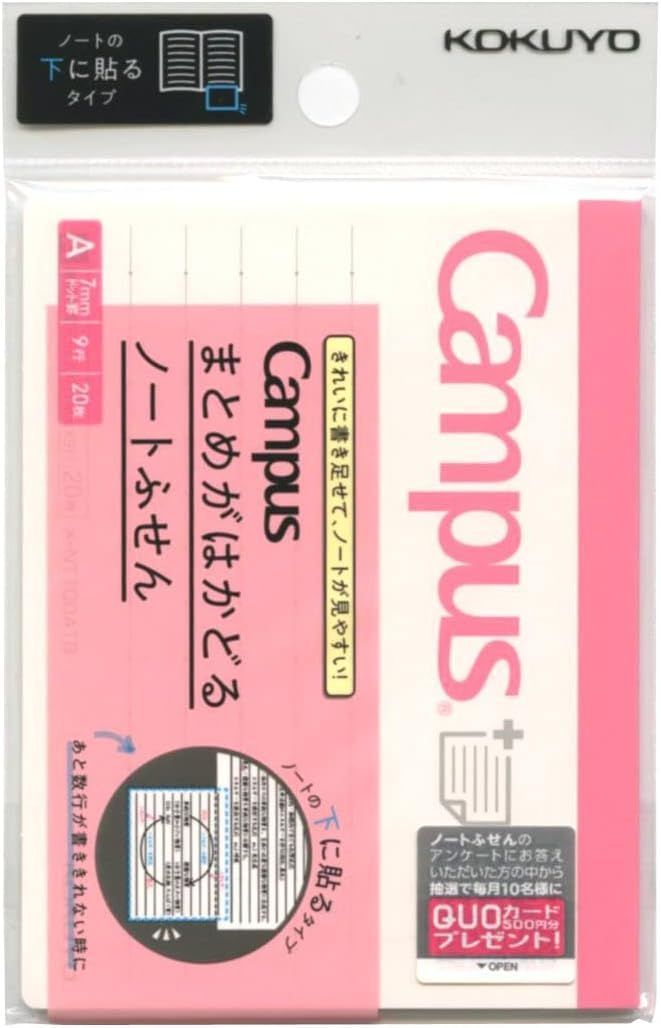 ノートの
下に貼る
タイプ
KOKUYO
Campus®
きれいに書き足せて、ノートが見やすい!
Campus
まとめがはかどる
ノートふせん
A
7mm
ドット罫
9行
20枚
ノートの下に貼るタイプ
あと数行が書ききれない時に
ノートふせんの
アンケートにお答え
いただいた方の中から
抽選で毎月10名様に
QUOカード
500円分
プレゼント!
▼OPEN